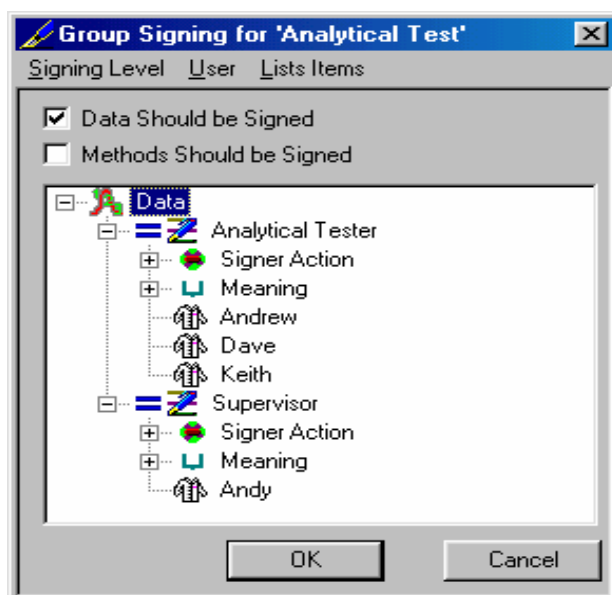 Group Signing for 'Analytical Test'
Signing Level User Lists Items
Data Should be Signed
Methods Should be Signed
Data
Analytical Tester
Signer Action
Meaning
Andrew
Dave
Keith
Supervisor
Signer Action
Meaning
Andy
OK Cancel